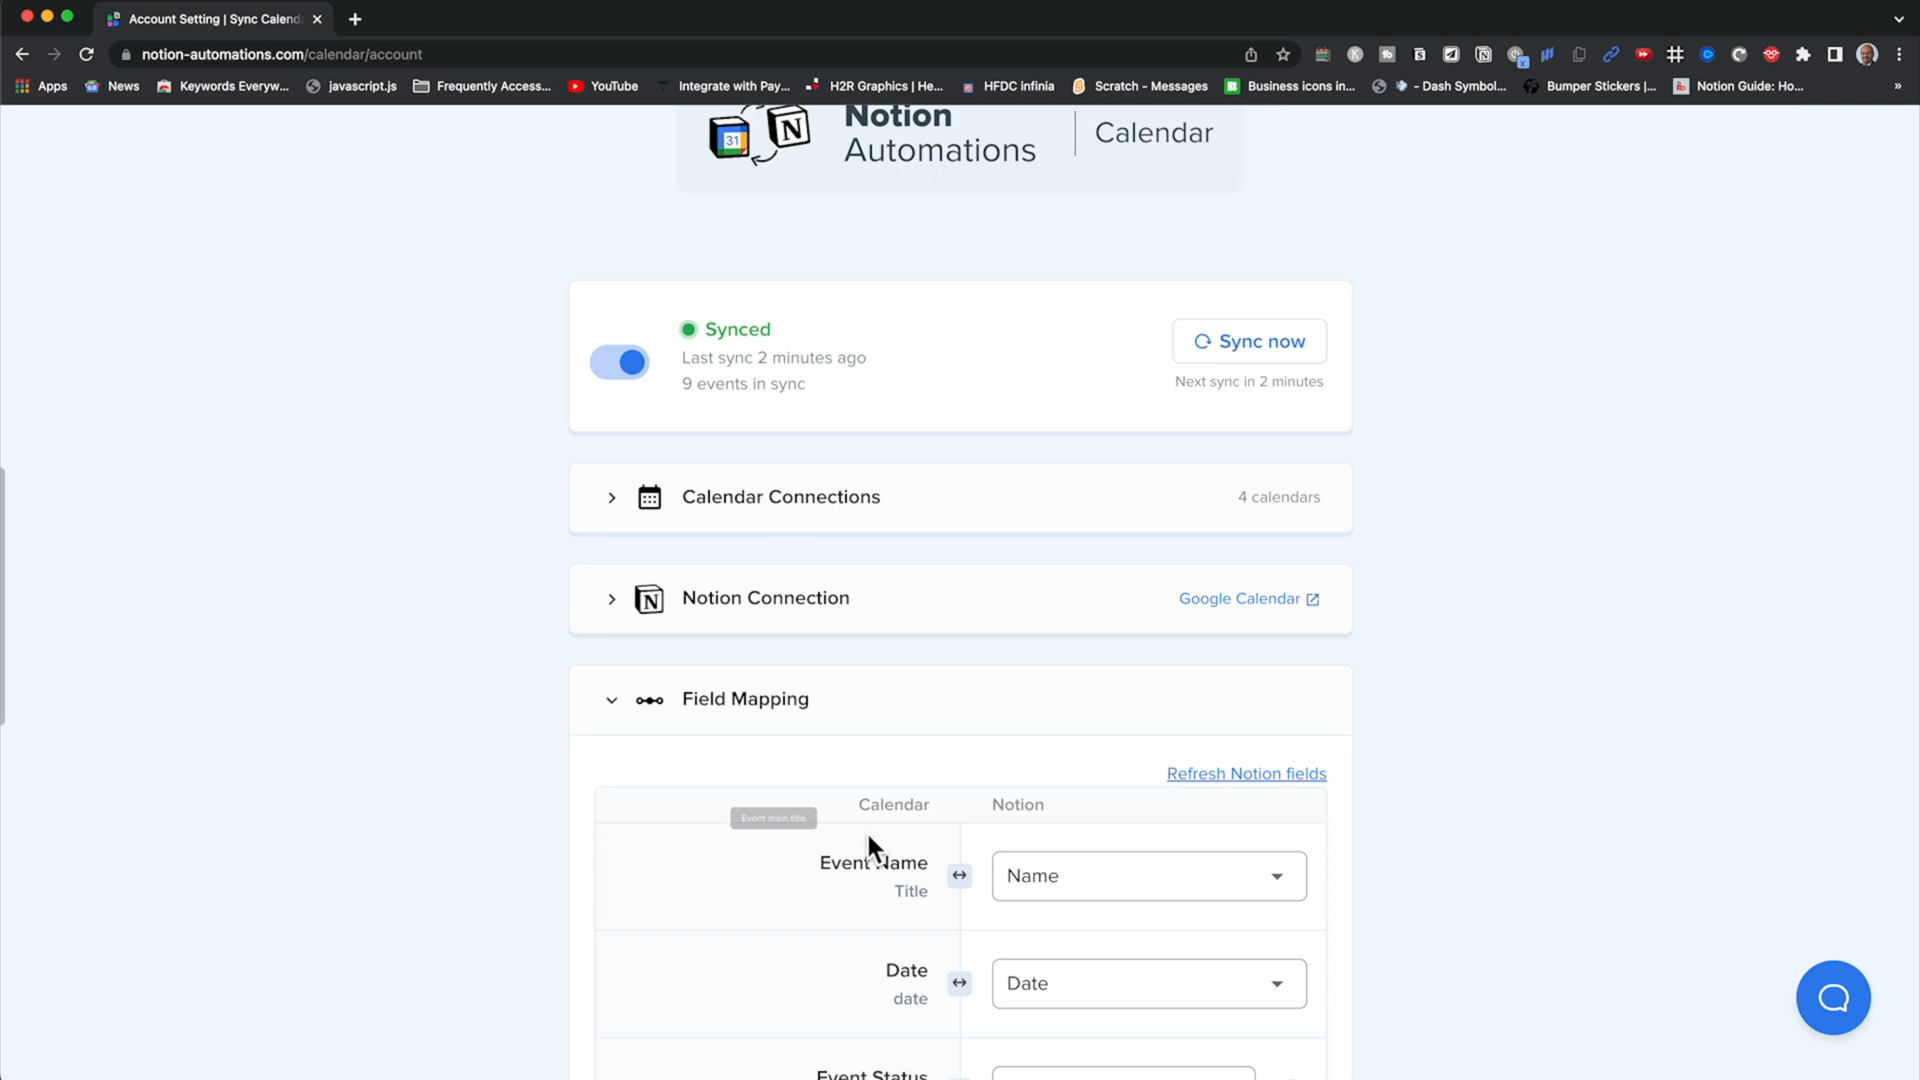 Account Setting | Sync Calend
notion-automations.com/calendar/account
Apps
News
Keywords Everyw...
javascript.js
Frequently Access...
YouTube
Integrate with Pay...
H2R Graphics | He...
HFDC infinia
Scratch - Messages
Business icons in...
- Dash Symbol...
Bumper Stickers |...
Notion Guide: Ho...
»
31
N
Notion
Automations
Calendar
Synced
Last sync 2 minutes ago
9 events in sync
Sync now
Next sync in 2 minutes
Calendar Connections
4 calendars
N
Notion Connection
Google Calendar
Field Mapping
Refresh Notion fields
Calendar
Notion
Event main title
Event Name
Title
Name
Date
date
Date
Event Status